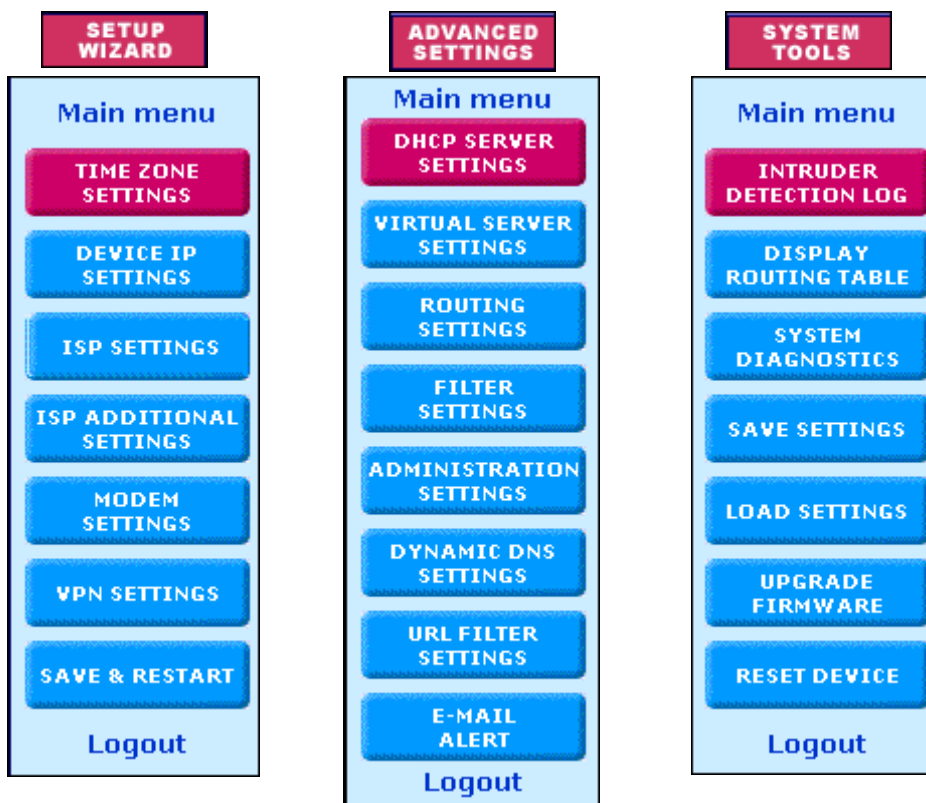 SETUP
WIZARD
Main menu
TIME ZONE
SETTINGS
DEVICE IP
SETTINGS
ISP SETTINGS
ISP ADDITIONAL
SETTINGS
MODEM
SETTINGS
VPN SETTINGS
SAVE & RESTART
Logout
ADVANCED
SETTINGS
Main menu
DHCP SERVER
SETTINGS
VIRTUAL SERVER
SETTINGS
ROUTING
SETTINGS
FILTER
SETTINGS
ADMINISTRATION
SETTINGS
DYNAMIC DNS
SETTINGS
URL FILTER
SETTINGS
E-MAIL
ALERT
Logout
SYSTEM
TOOLS
Main menu
INTRUDER
DETECTION LOG
DISPLAY
ROUTING TABLE
SYSTEM
DIAGNOSTICS
SAVE SETTINGS
LOAD SETTINGS
UPGRADE
FIRMWARE
RESET DEVICE
Logout